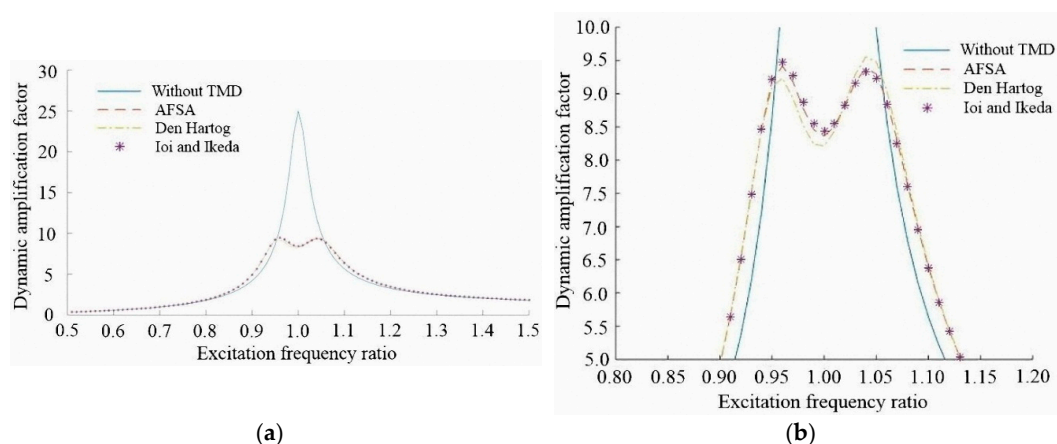 Dynamic amplification factor
30
25
20
15
10
5
0
Without TMD
AFSA
Den Hartog
Ioi and Ikeda
0.5 0.6 0.7 0.8 0.9 1.0 1.1 1.2 1.3 1.4 1.5
Excitation frequency ratio
(a)
Dynamic amplification factor
10.0
9.5
9.0
8.5
8.0
7.5
7.0
6.5
6.0
5.5
5.0
Without TMD
AFSA
Den Hartog
Ioi and Ikeda
0.80 0.85 0.90 0.95 1.00 1.05 1.10 1.15 1.20
Excitation frequency ratio
(b)